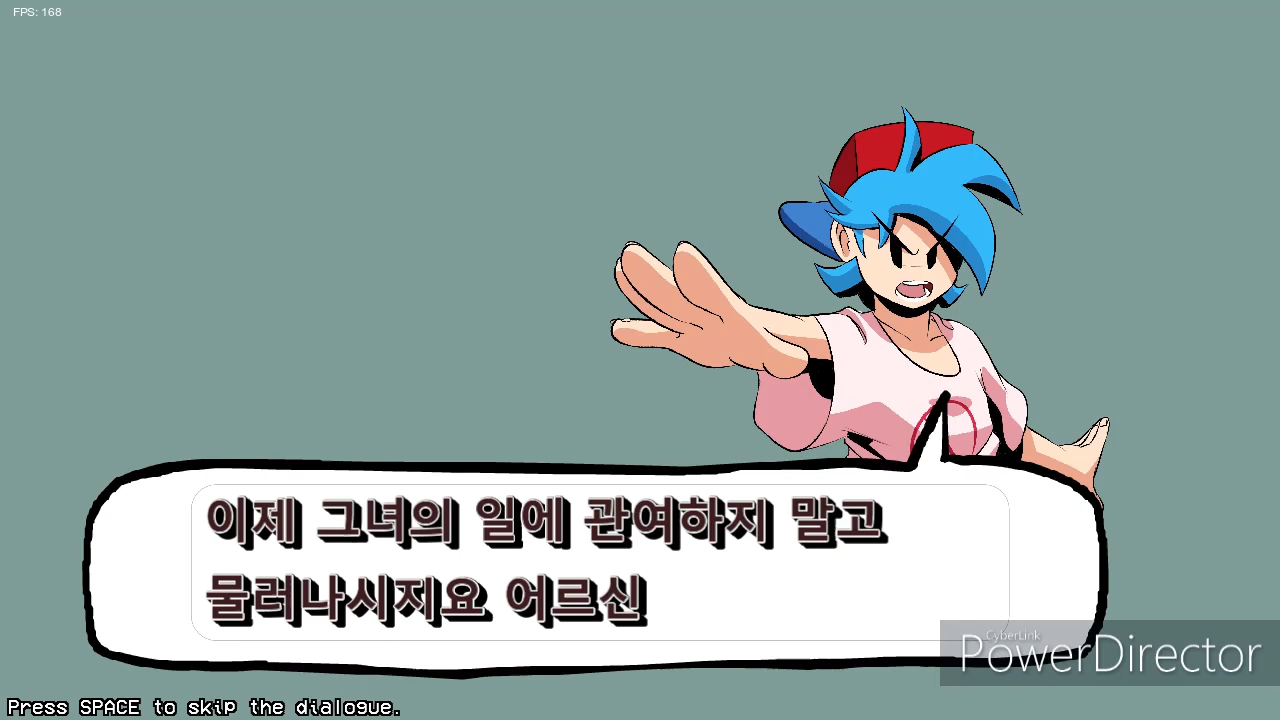 FPS: 168
이제 그녀의 일에 관여하지 말고
물러나시지요 어르신
CyberLink
PowerDirector
Press SPACE to skip the dialogue.